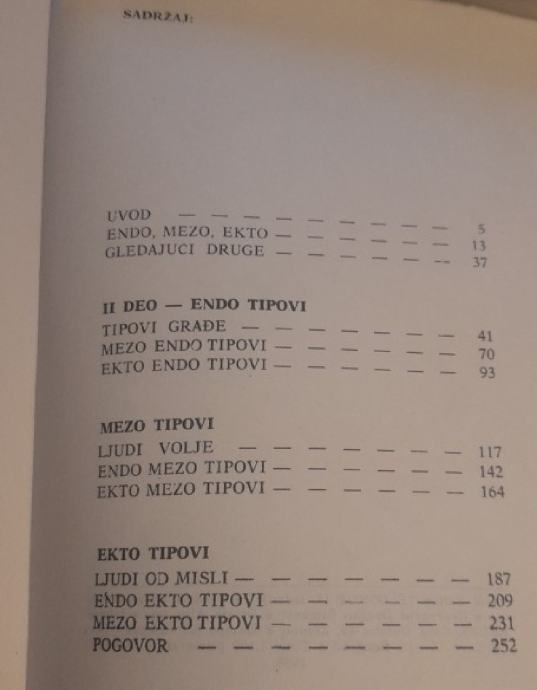 SADRŽAJ:
UVOD — — — — — — — — — 5
ENDO, MEZO, EKTO — — — — — — 13
GLEDAJUCI DRUGE — — — — — -- 37
II DEO — ENDO TIPOVI
TIPOVI GRAĐE — — — — — — — 41
MEZO ENDO TIPOVI — — — — — — 70
EKTO ENDO TIPOVI — — — — — — 93
MEZO TIPOVI
LJUDI VOLJE — — — — — — — 117
ENDO MEZO TIPOVI — — — — — — 142
EKTO MEZO TIPOVI — — — — — — 164
EKTO TIPOVI
LJUDI OD MISLI — — — — — — — 187
ENDO EKTO TIPOVI — — — — — — 209
MEZO EKTO TIPOVI — — — — — — 231
POGOVOR — — — — — — — — 252